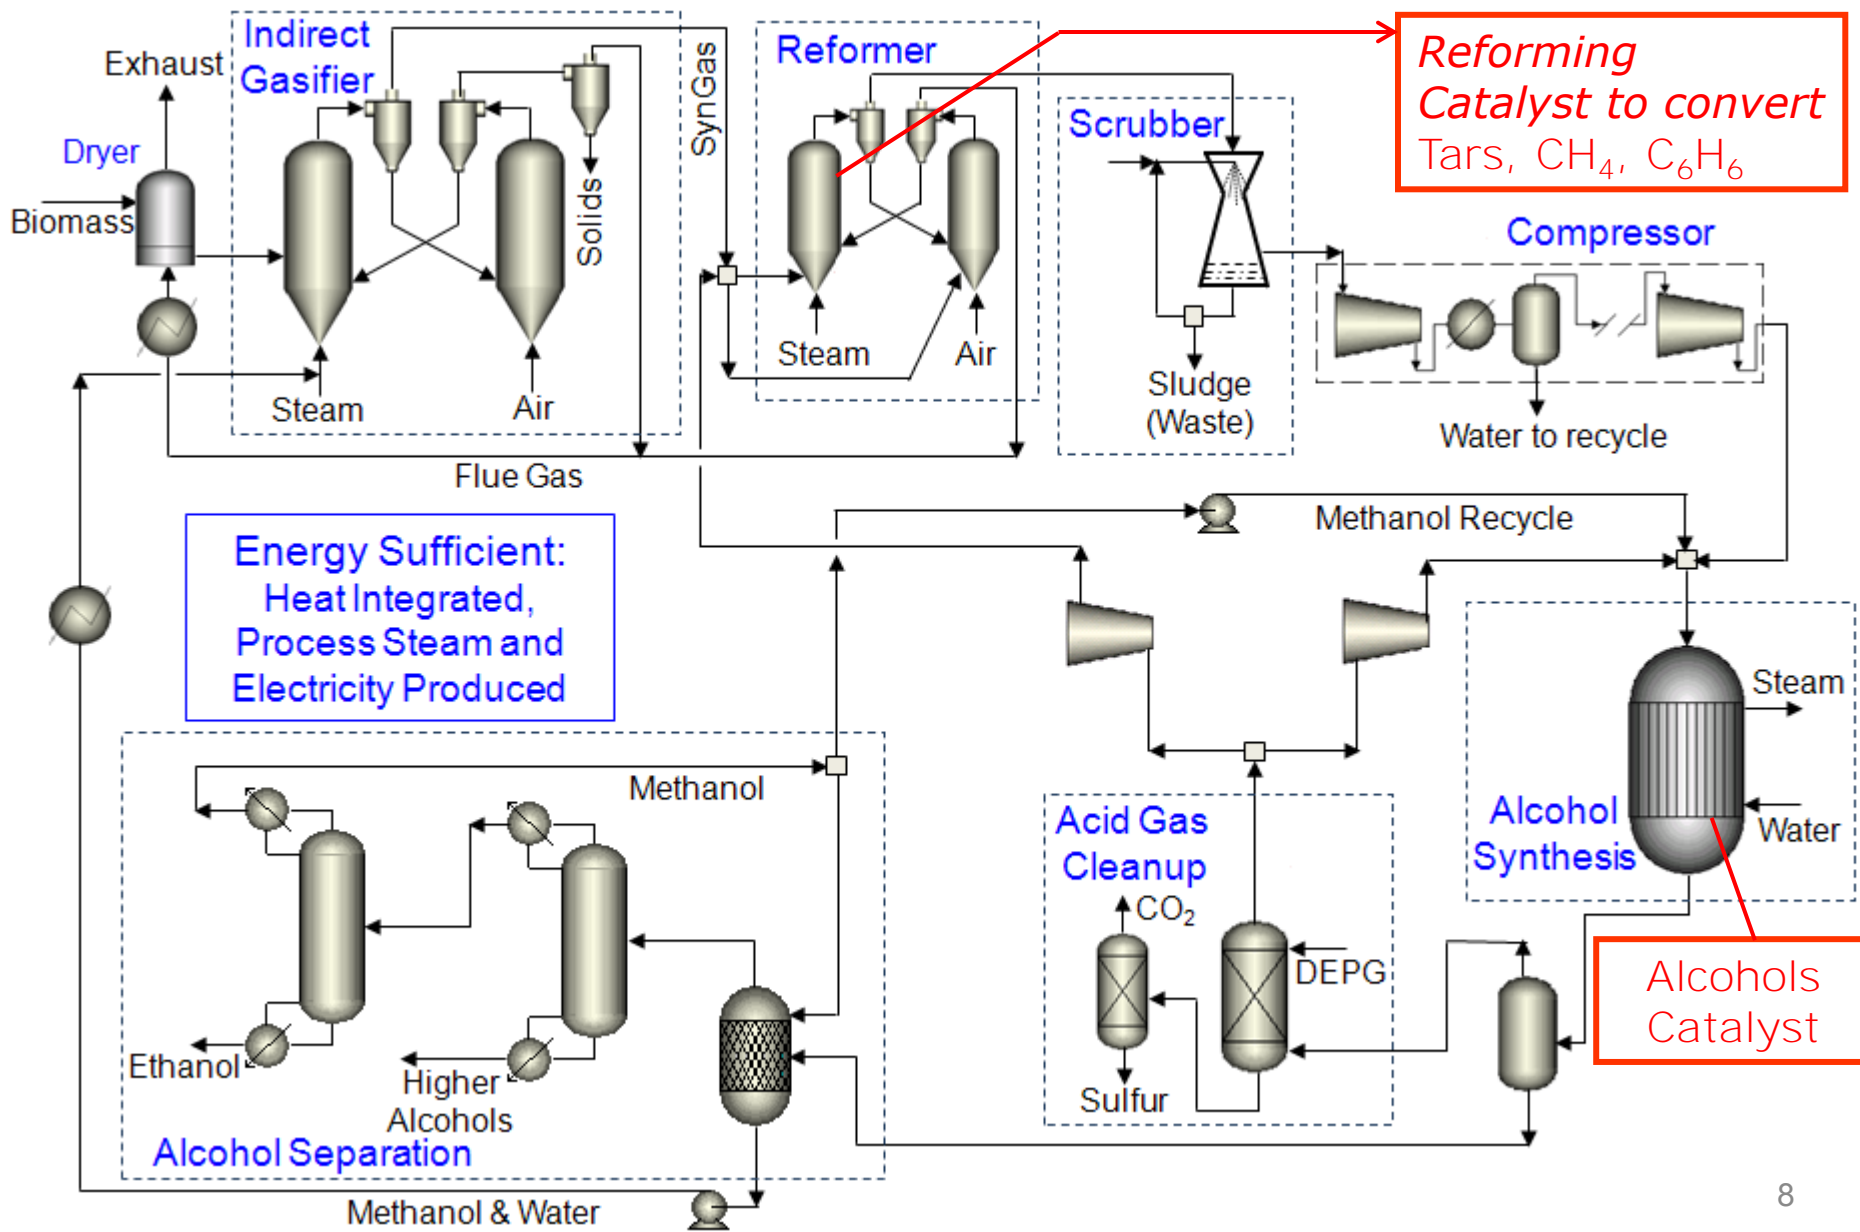 Indirect
Gasifier
Exhaust
Dryer
Biomass
Solids
Steam
Air
Flue Gas
SynGas
Reformer
Steam
Air
Reforming
Catalyst to convert
Tars, CH₄, C₆H₆
Scrubber
Sludge
(Waste)
Compressor
Water to recycle
Energy Sufficient:
Heat Integrated,
Process Steam and
Electricity Produced
Methanol Recycle
Steam
Water
Alcohol
Synthesis
Alcohols
Catalyst
Acid Gas
Cleanup
CO₂
DEPG
Sulfur
Methanol
Ethanol
Higher
Alcohols
Alcohol Separation
Methanol & Water
8